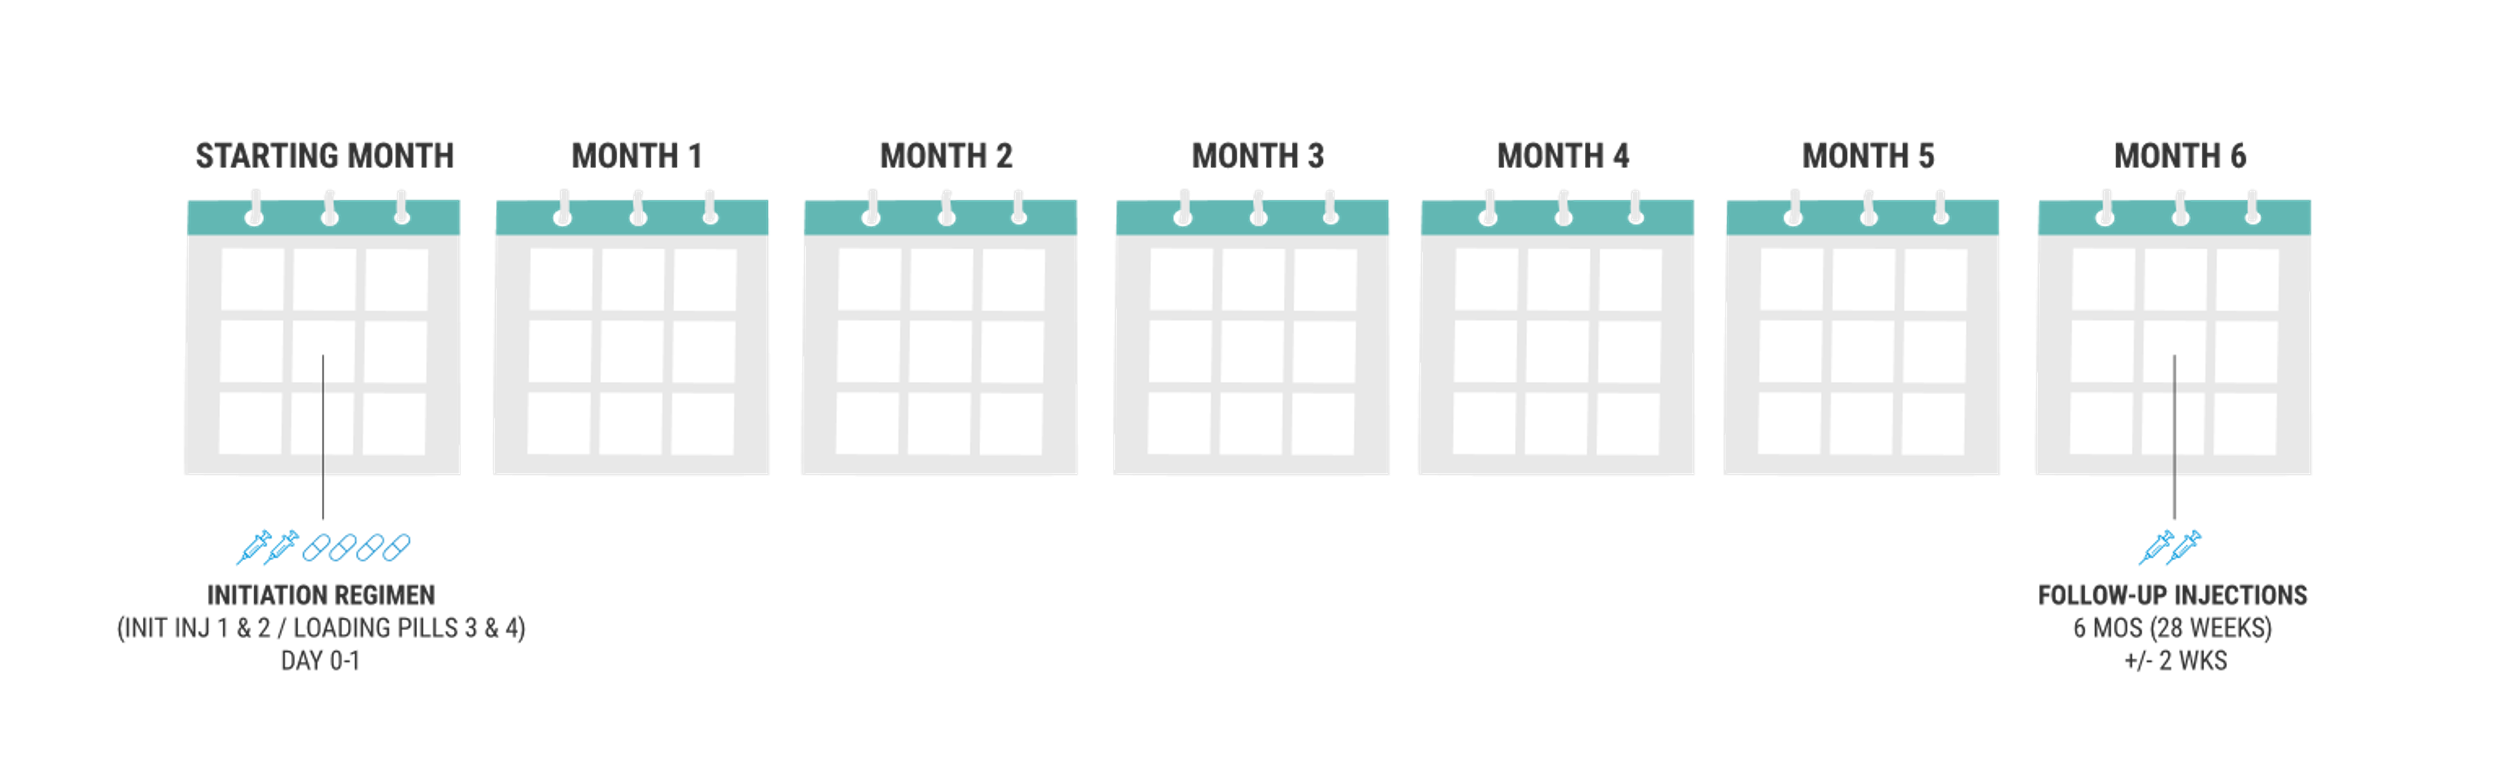 STARTING MONTH
MONTH 1
MONTH 2
MONTH 3
MONTH 4
MONTH 5
MONTH 6
INITIATION REGIMEN
(INIT INJ 1 & 2 / LOADING PILLS 3 & 4)
DAY 0-1
FOLLOW-UP INJECTIONS
6 MOS (28 WEEKS)
+/- 2 WKS